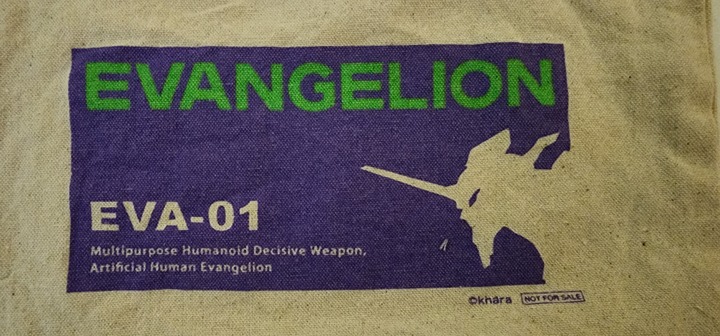 EVANGELION
EVA-01
Multipurpose Humanoid Decisive Weapon,
Artificial Human Evangelion
©khara NOT FOR SALE